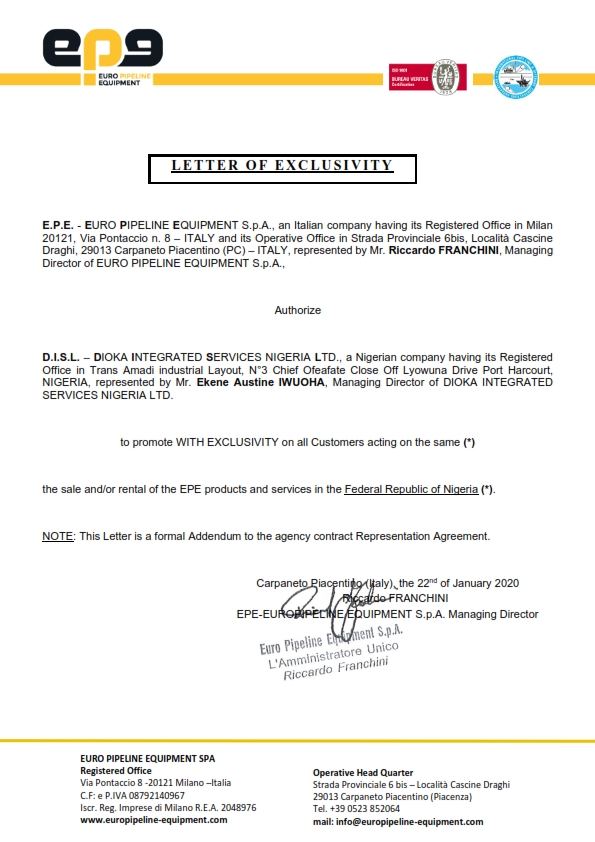 epe
EURO PIPELINE
EQUIPMENT
ISO 9001
BUREAU VERITAS
Certification
LETTER OF EXCLUSIVITY
E.P.E. - EURO PIPELINE EQUIPMENT S.p.A., an Italian company having its Registered Office in Milan
20121, Via Pontaccio n. 8 – ITALY and its Operative Office in Strada Provinciale 6bis, Località Cascine
Draghi, 29013 Carpaneto Piacentino (PC) – ITALY, represented by Mr. Riccardo FRANCHINI, Managing
Director of EURO PIPELINE EQUIPMENT S.p.A.,
Authorize
D.I.S.L. – DIOKA INTEGRATED SERVICES NIGERIA LTD., a Nigerian company having its Registered
Office in Trans Amadi industrial Layout, N°3 Chief Ofeafate Close Off Lyowuna Drive Port Harcourt,
NIGERIA, represented by Mr. Ekene Austine IWUOHA, Managing Director of DIOKA INTEGRATED
SERVICES NIGERIA LTD.
to promote WITH EXCLUSIVITY on all Customers acting on the same (*)
the sale and/or rental of the EPE products and services in the Federal Republic of Nigeria (*).
NOTE: This Letter is a formal Addendum to the agency contract Representation Agreement.
Carpaneto Piacentino (Italy), the 22nd of January 2020
Riccardo FRANCHINI
EPE-EUROPIPELINE EQUIPMENT S.p.A. Managing Director
Euro Pipeline Equipment S.p.A.
L'Amministratore Unico
Riccardo Franchini
EURO PIPELINE EQUIPMENT SPA
Registered Office
Via Pontaccio 8 -20121 Milano –Italia
C.F: e P.IVA 08792140967
Iscr. Reg. Imprese di Milano R.E.A. 2048976
www.europipeline-equipment.com
Operative Head Quarter
Strada Provinciale 6 bis – Località Cascine Draghi
29013 Carpaneto Piacentino (Piacenza)
Tel. +39 0523 852064
mail: info@europipeline-equipment.com